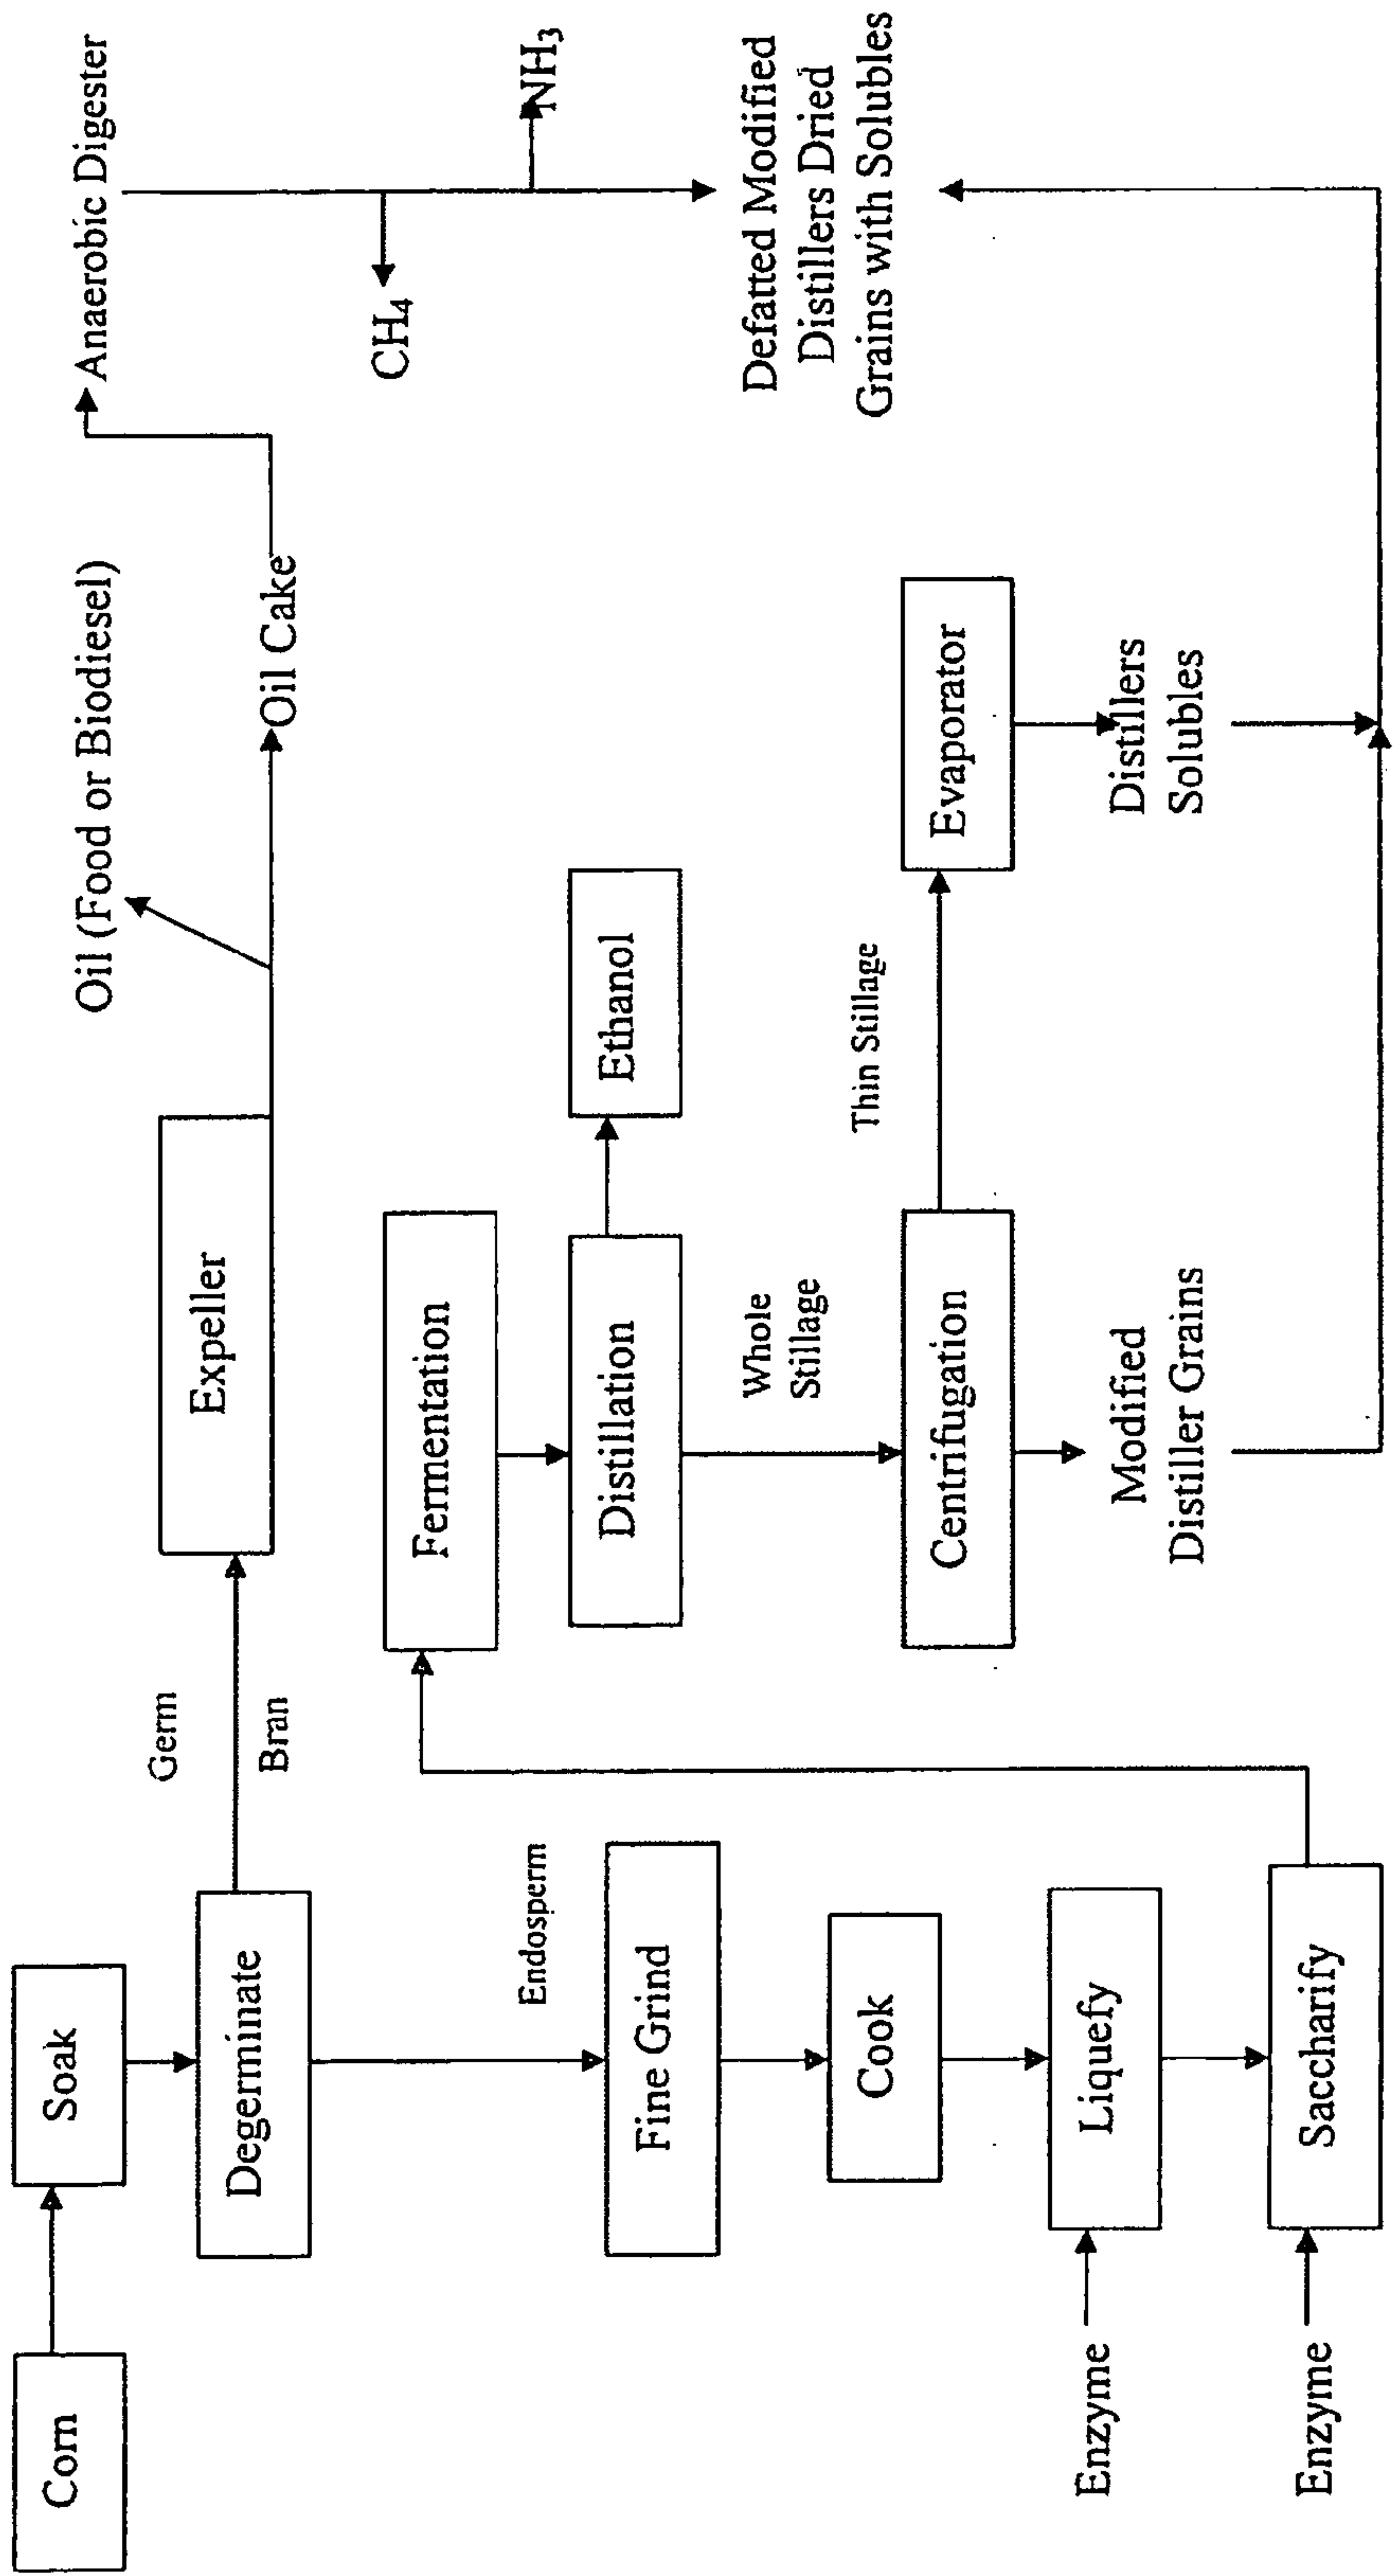 Corn
Soak
Degerminate
Germ
Bran
Expeller
Oil (Food or Biodiesel)
Oil Cake
Anaerobic Digester
CH₄
NH₃
Defatted Modified
Distillers Dried
Grains with Solubles
Endosperm
Fine Grind
Cook
Enzyme
Liquefy
Enzyme
Saccharify
Fermentation
Distillation
Ethanol
Whole
Stillage
Centrifugation
Thin Stillage
Evaporator
Modified
Distiller Grains
Distillers
Solubles